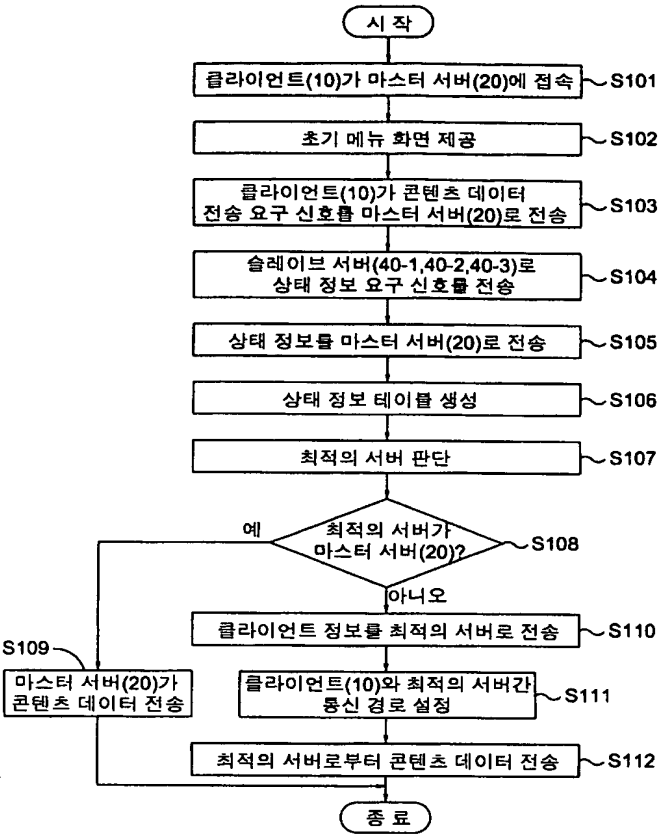 시 작
클라이언트(10)가 마스터 서버(20)에 접속
S101
초기 메뉴 화면 제공
S102
클라이언트(10)가 콘텐츠 데이터
전송 요구 신호를 마스터 서버(20)로 전송
S103
슬레이브 서버(40-1,40-2,40-3)로
상태 정보 요구 신호를 전송
S104
상태 정보를 마스터 서버(20)로 전송
S105
상태 정보 테이블 생성
S106
최적의 서버 판단
S107
예
최적의 서버가
마스터 서버(20)?
S108
아니오
클라이언트 정보를 최적의 서버로 전송
S110
S109
마스터 서버(20)가
콘텐츠 데이터 전송
클라이언트(10)와 최적의 서버간
통신 경로 설정
S111
최적의 서버로부터 콘텐츠 데이터 전송
S112
종 료